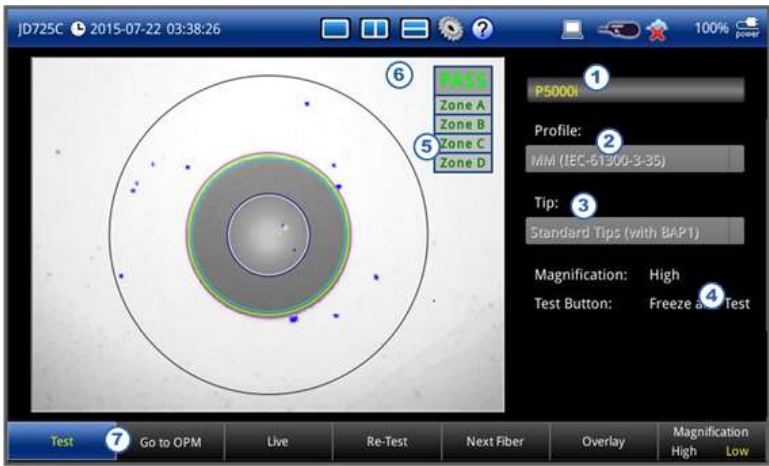 JD725C 2015-07-22 03:38:26
?
100%
power
6
PASS
Zone A
Zone B
5 Zone C
Zone D
1
P5000i
Profile:
2
MM (IEC-61300-3-35)
Tip:
3
Standard Tips (with BAP1)
Magnification: High
4
Test Button: Freeze a Test
Test
7
Go to OPM
Live
Re-Test
Next Fiber
Overlay
Magnification
High Low